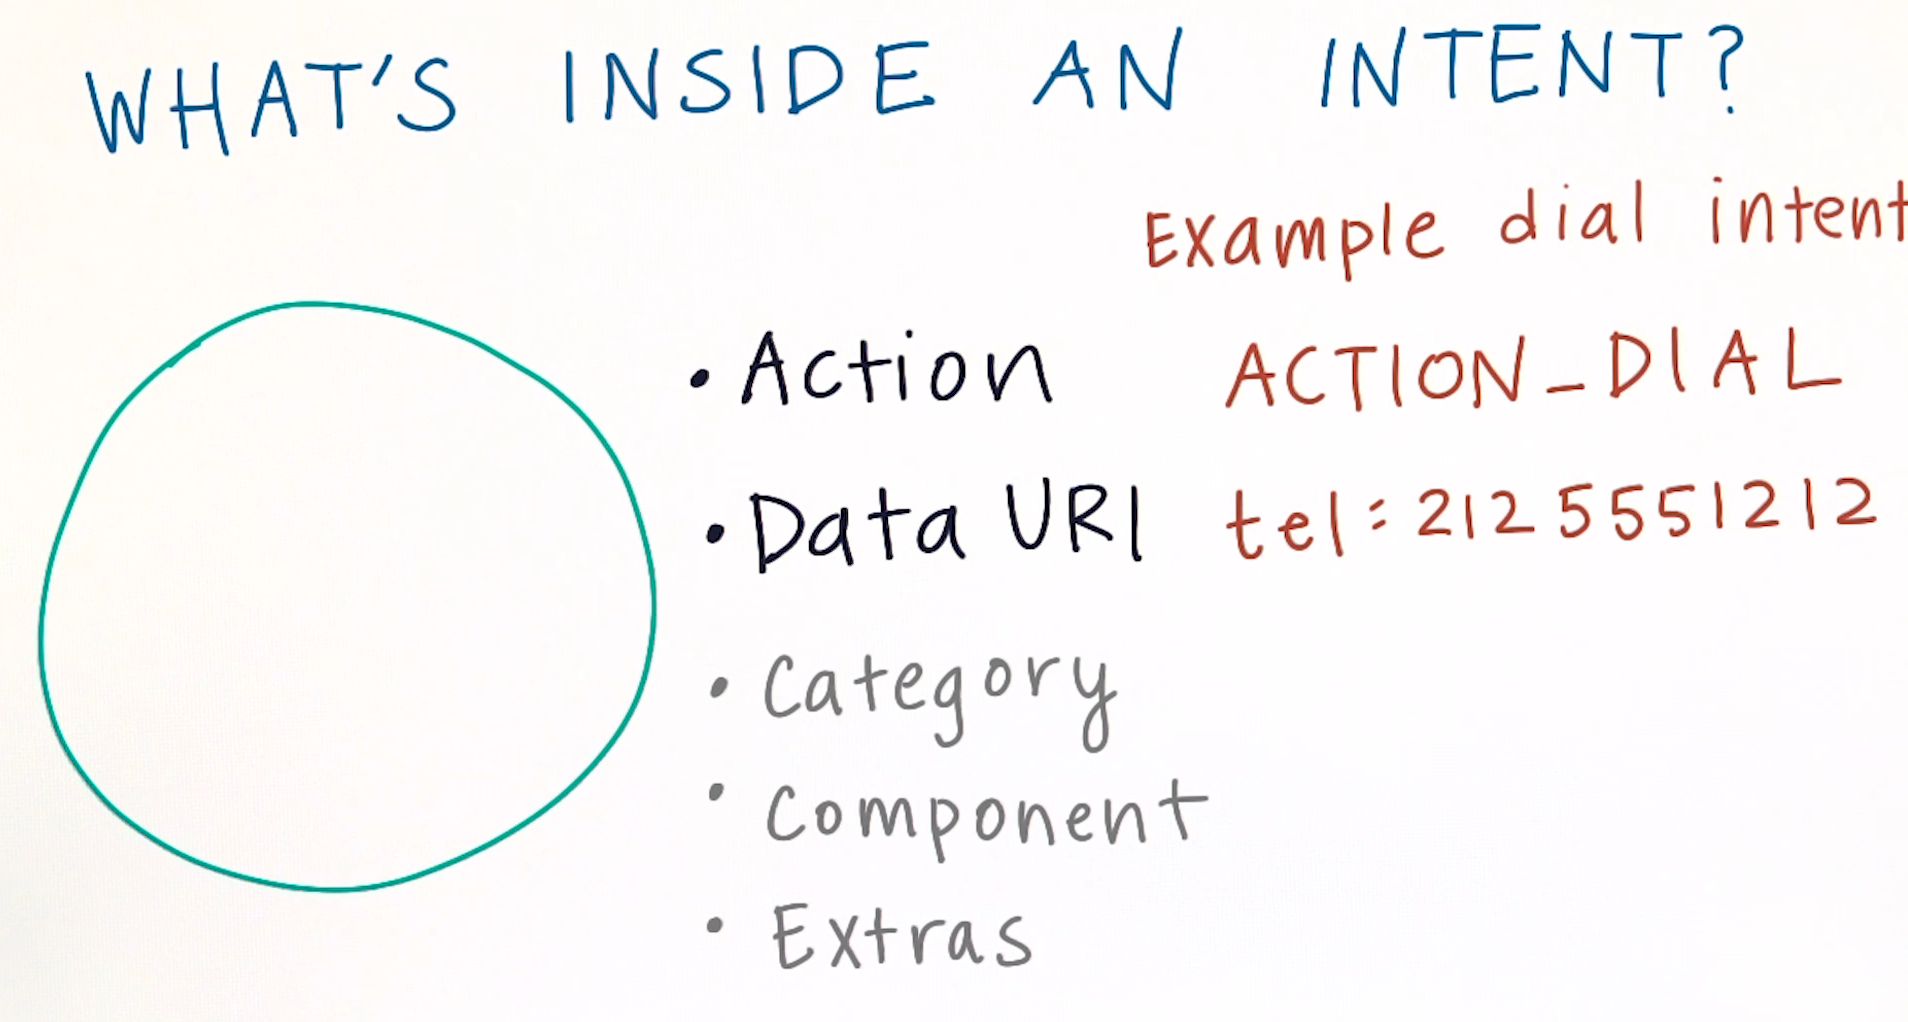 WHAT'S INSIDE AN INTENT?
Example dial intent
• Action ACTION_DIAL
• Data URI tel:2125551212
• Category
• Component
• Extras